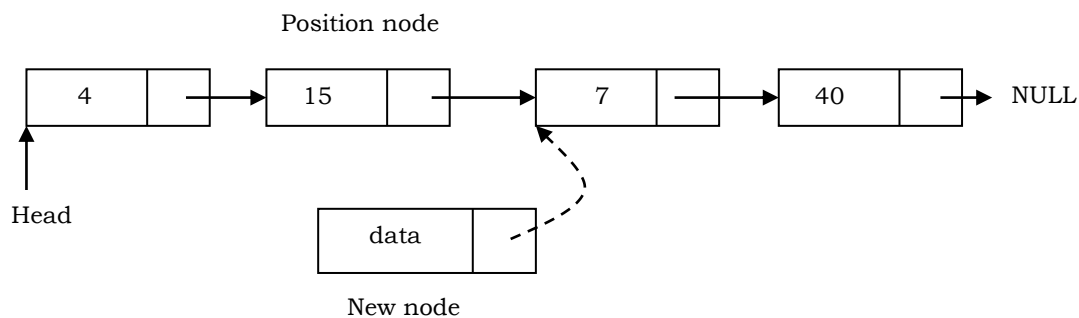 Position node
4 15 7 40 NULL
Head
data
New node